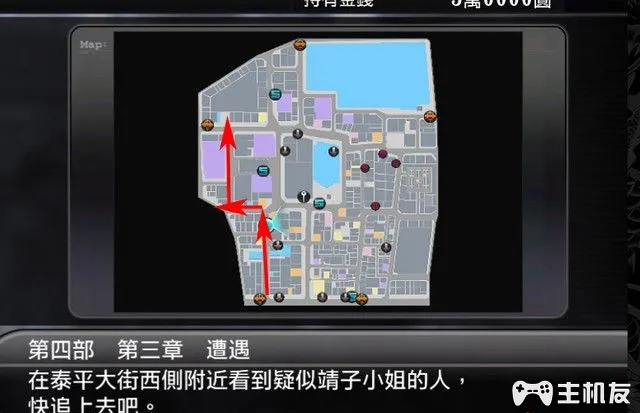 持有金錢 5萬0000圓
Map:
第四部 第三章 遭遇
在泰平大街西側附近看到疑似靖子小姐的人，
快追上去吧。
主机友